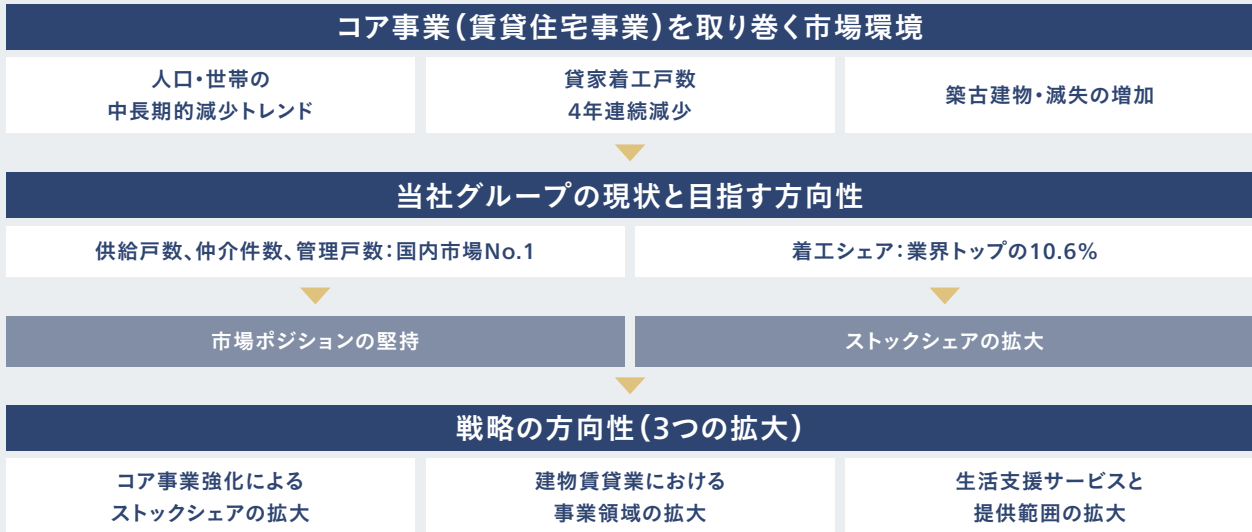 コア事業(賃貸住宅事業)を取り巻く市場環境
人口・世帯の
中長期的減少トレンド
貸家着工戸数
4年連続減少
築古建物・滅失の増加
当社グループの現状と目指す方向性
供給戸数、仲介件数、管理戸数:国内市場No.1
着工シェア:業界トップの10.6%
市場ポジションの堅持
ストックシェアの拡大
戦略の方向性(3つの拡大)
コア事業強化による
ストックシェアの拡大
建物賃貸業における
事業領域の拡大
生活支援サービスと
提供範囲の拡大